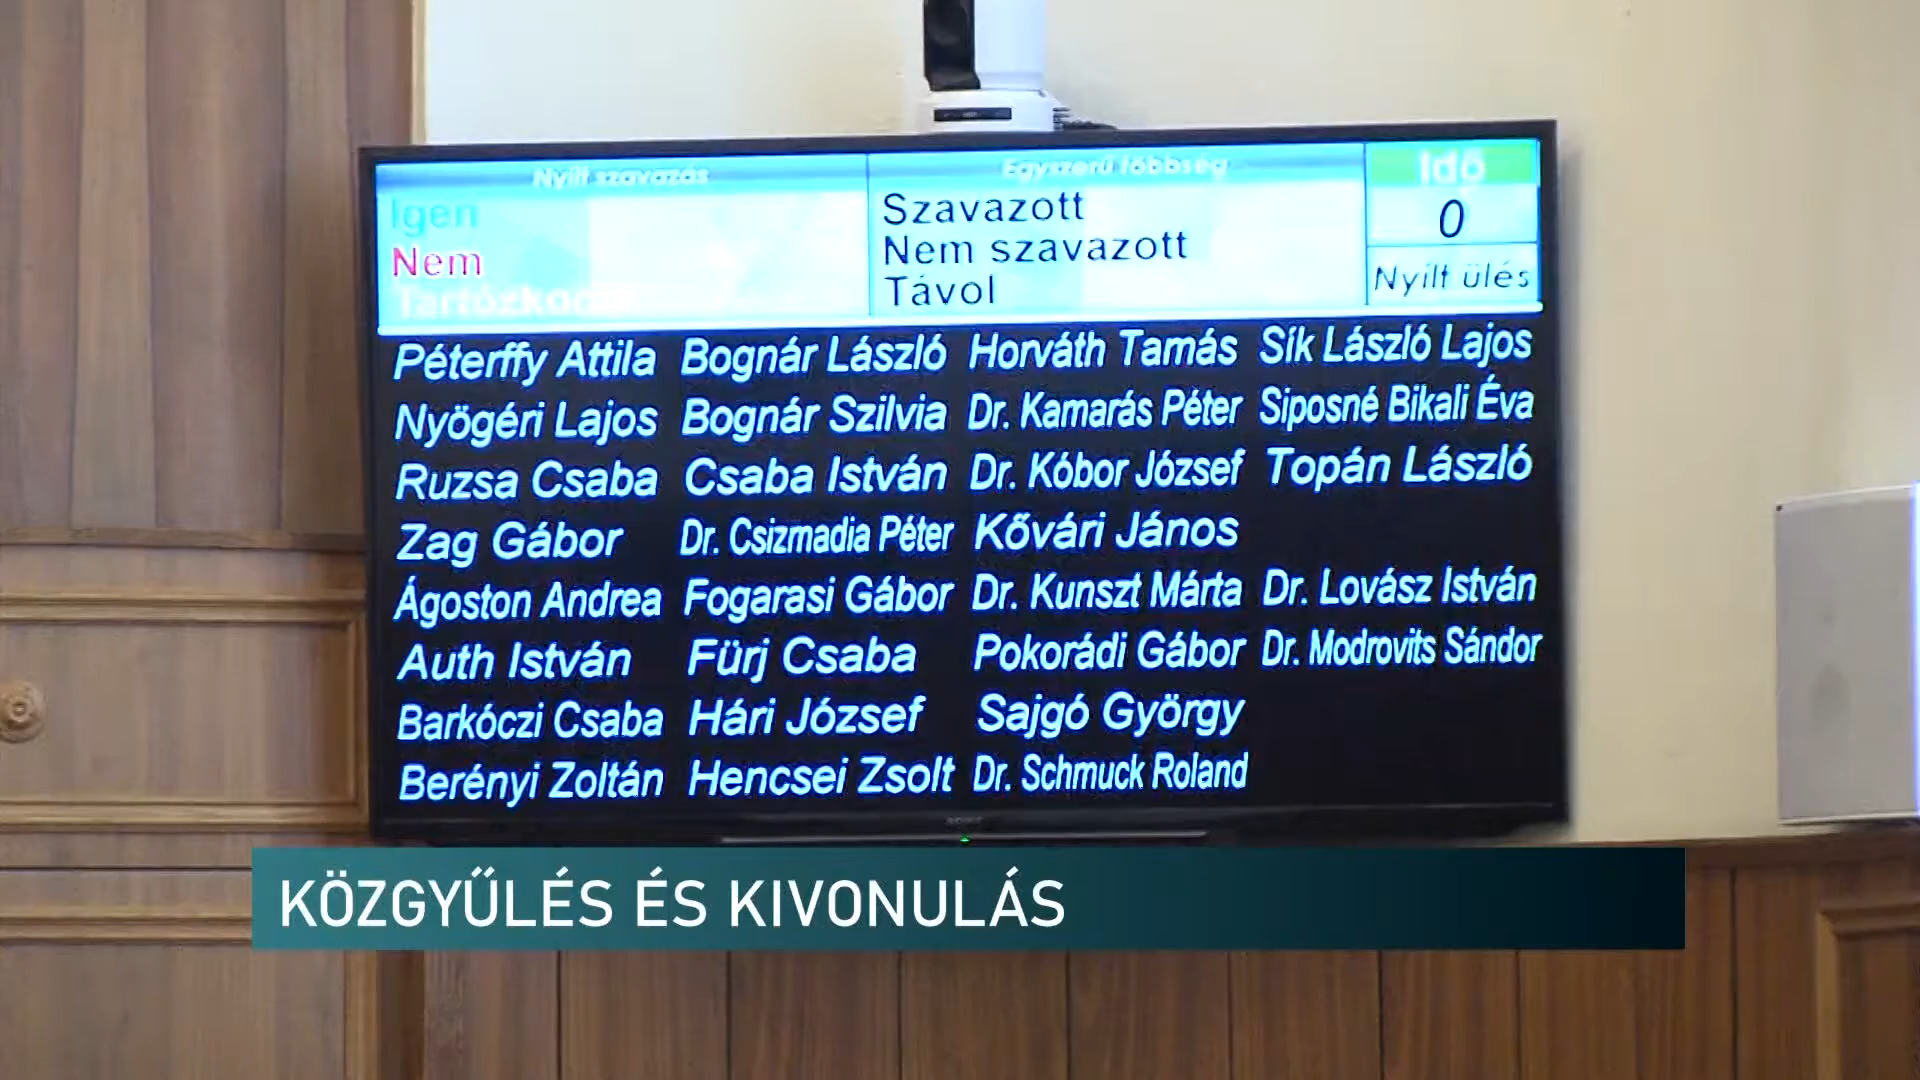 Nyílt szavazás
Igen
Nem
Tartózkodás
Egyszerű többség
Szavazott
Nem szavazott
Távol
Idő
0
Nyílt ülés
Péterffy Attila Bognár László Horváth Tamás Sík László Lajos
Nyögéri Lajos Bognár Szilvia Dr. Kamarás Péter Siposné Bikali Éva
Ruzsa Csaba Csaba István Dr. Kóbor József Topán László
Zag Gábor Dr. Csizmadia Péter Kővári János
Ágoston Andrea Fogarasi Gábor Dr. Kunszt Márta Dr. Lovász István
Auth István Fürj Csaba Pokorádi Gábor Dr. Modrovits Sándor
Barkóczi Csaba Hári József Sajgó György
Berényi Zoltán Hencsei Zsolt Dr. Schmuck Roland
SONY
KÖZGYŰLÉS ÉS KIVONULÁS